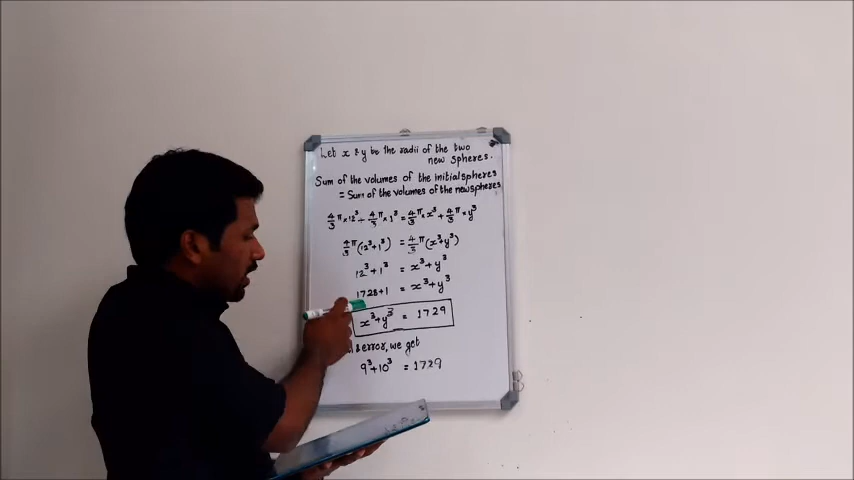 Let x & y be the radii of the two
new spheres.
Sum of the volumes of the initial spheres
= Sum of the volumes of the new spheres
4/3 π × 12³ + 4/3 π × 1³ = 4/3 π × x³ + 4/3 π × y³
4/3 π (12³ + 1³) = 4/3 π (x³ + y³)
12³ + 1³ = x³ + y³
1728 + 1 = x³ + y³
x³ + y³ = 1729
& error, we get
9³ + 10³ = 1729